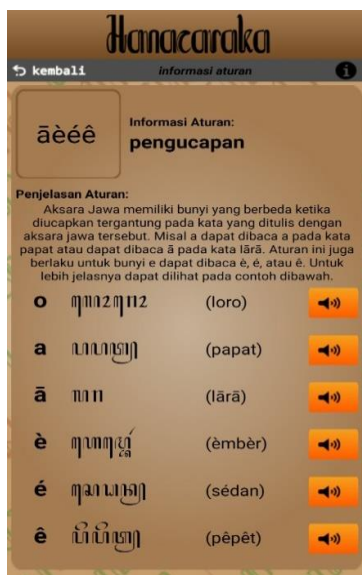 Hanacaraka
kembali informasi aturan i
āèéê
Informasi Aturan:
pengucapan
Penjelasan Aturan:
Aksara Jawa memiliki bunyi yang berbeda ketika
diucapkan tergantung pada kata yang ditulis dengan
aksara jawa tersebut. Misal a dapat dibaca a pada kata
papat atau dapat dibaca ā pada kata lārā. Aturan ini juga
berlaku untuk bunyi e dapat dibaca è, é, atau ê. Untuk
lebih jelasnya dapat dilihat pada contoh dibawah.
o (loro)
a (papat)
ā (lārā)
è (èmbèr)
é (sédan)
ê (pêpêt)